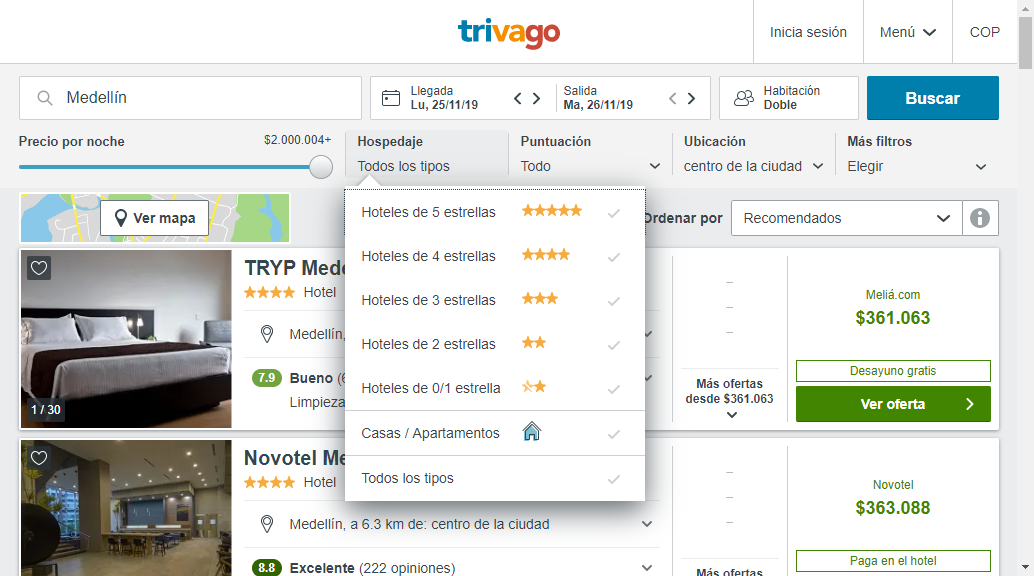 trivago
Inicia sesión
Menú
COP
Medellín
Llegada
Lu, 25/11/19
Salida
Ma, 26/11/19
Habitación
Doble
Buscar
Precio por noche
$2.000.004+
Hospedaje
Todos los tipos
Puntuación
Todo
Ubicación
centro de la ciudad
Más filtros
Elegir
Ver mapa
Hoteles de 5 estrellas
Hoteles de 4 estrellas
Hoteles de 3 estrellas
Hoteles de 2 estrellas
Hoteles de 0/1 estrella
Casas / Apartamentos
Todos los tipos
Ordenar por
Recomendados
TRYP Mede
Hotel
Medellín,
7.9 Bueno (6
Limpieza
1 / 30
Más ofertas
desde $361.063
Meliá.com
$361.063
Desayuno gratis
Ver oferta
Novotel Me
Hotel
Medellín, a 6.3 km de: centro de la ciudad
8.8 Excelente (222 opiniones)
Más ofertas
Novotel
$363.088
Paga en el hotel